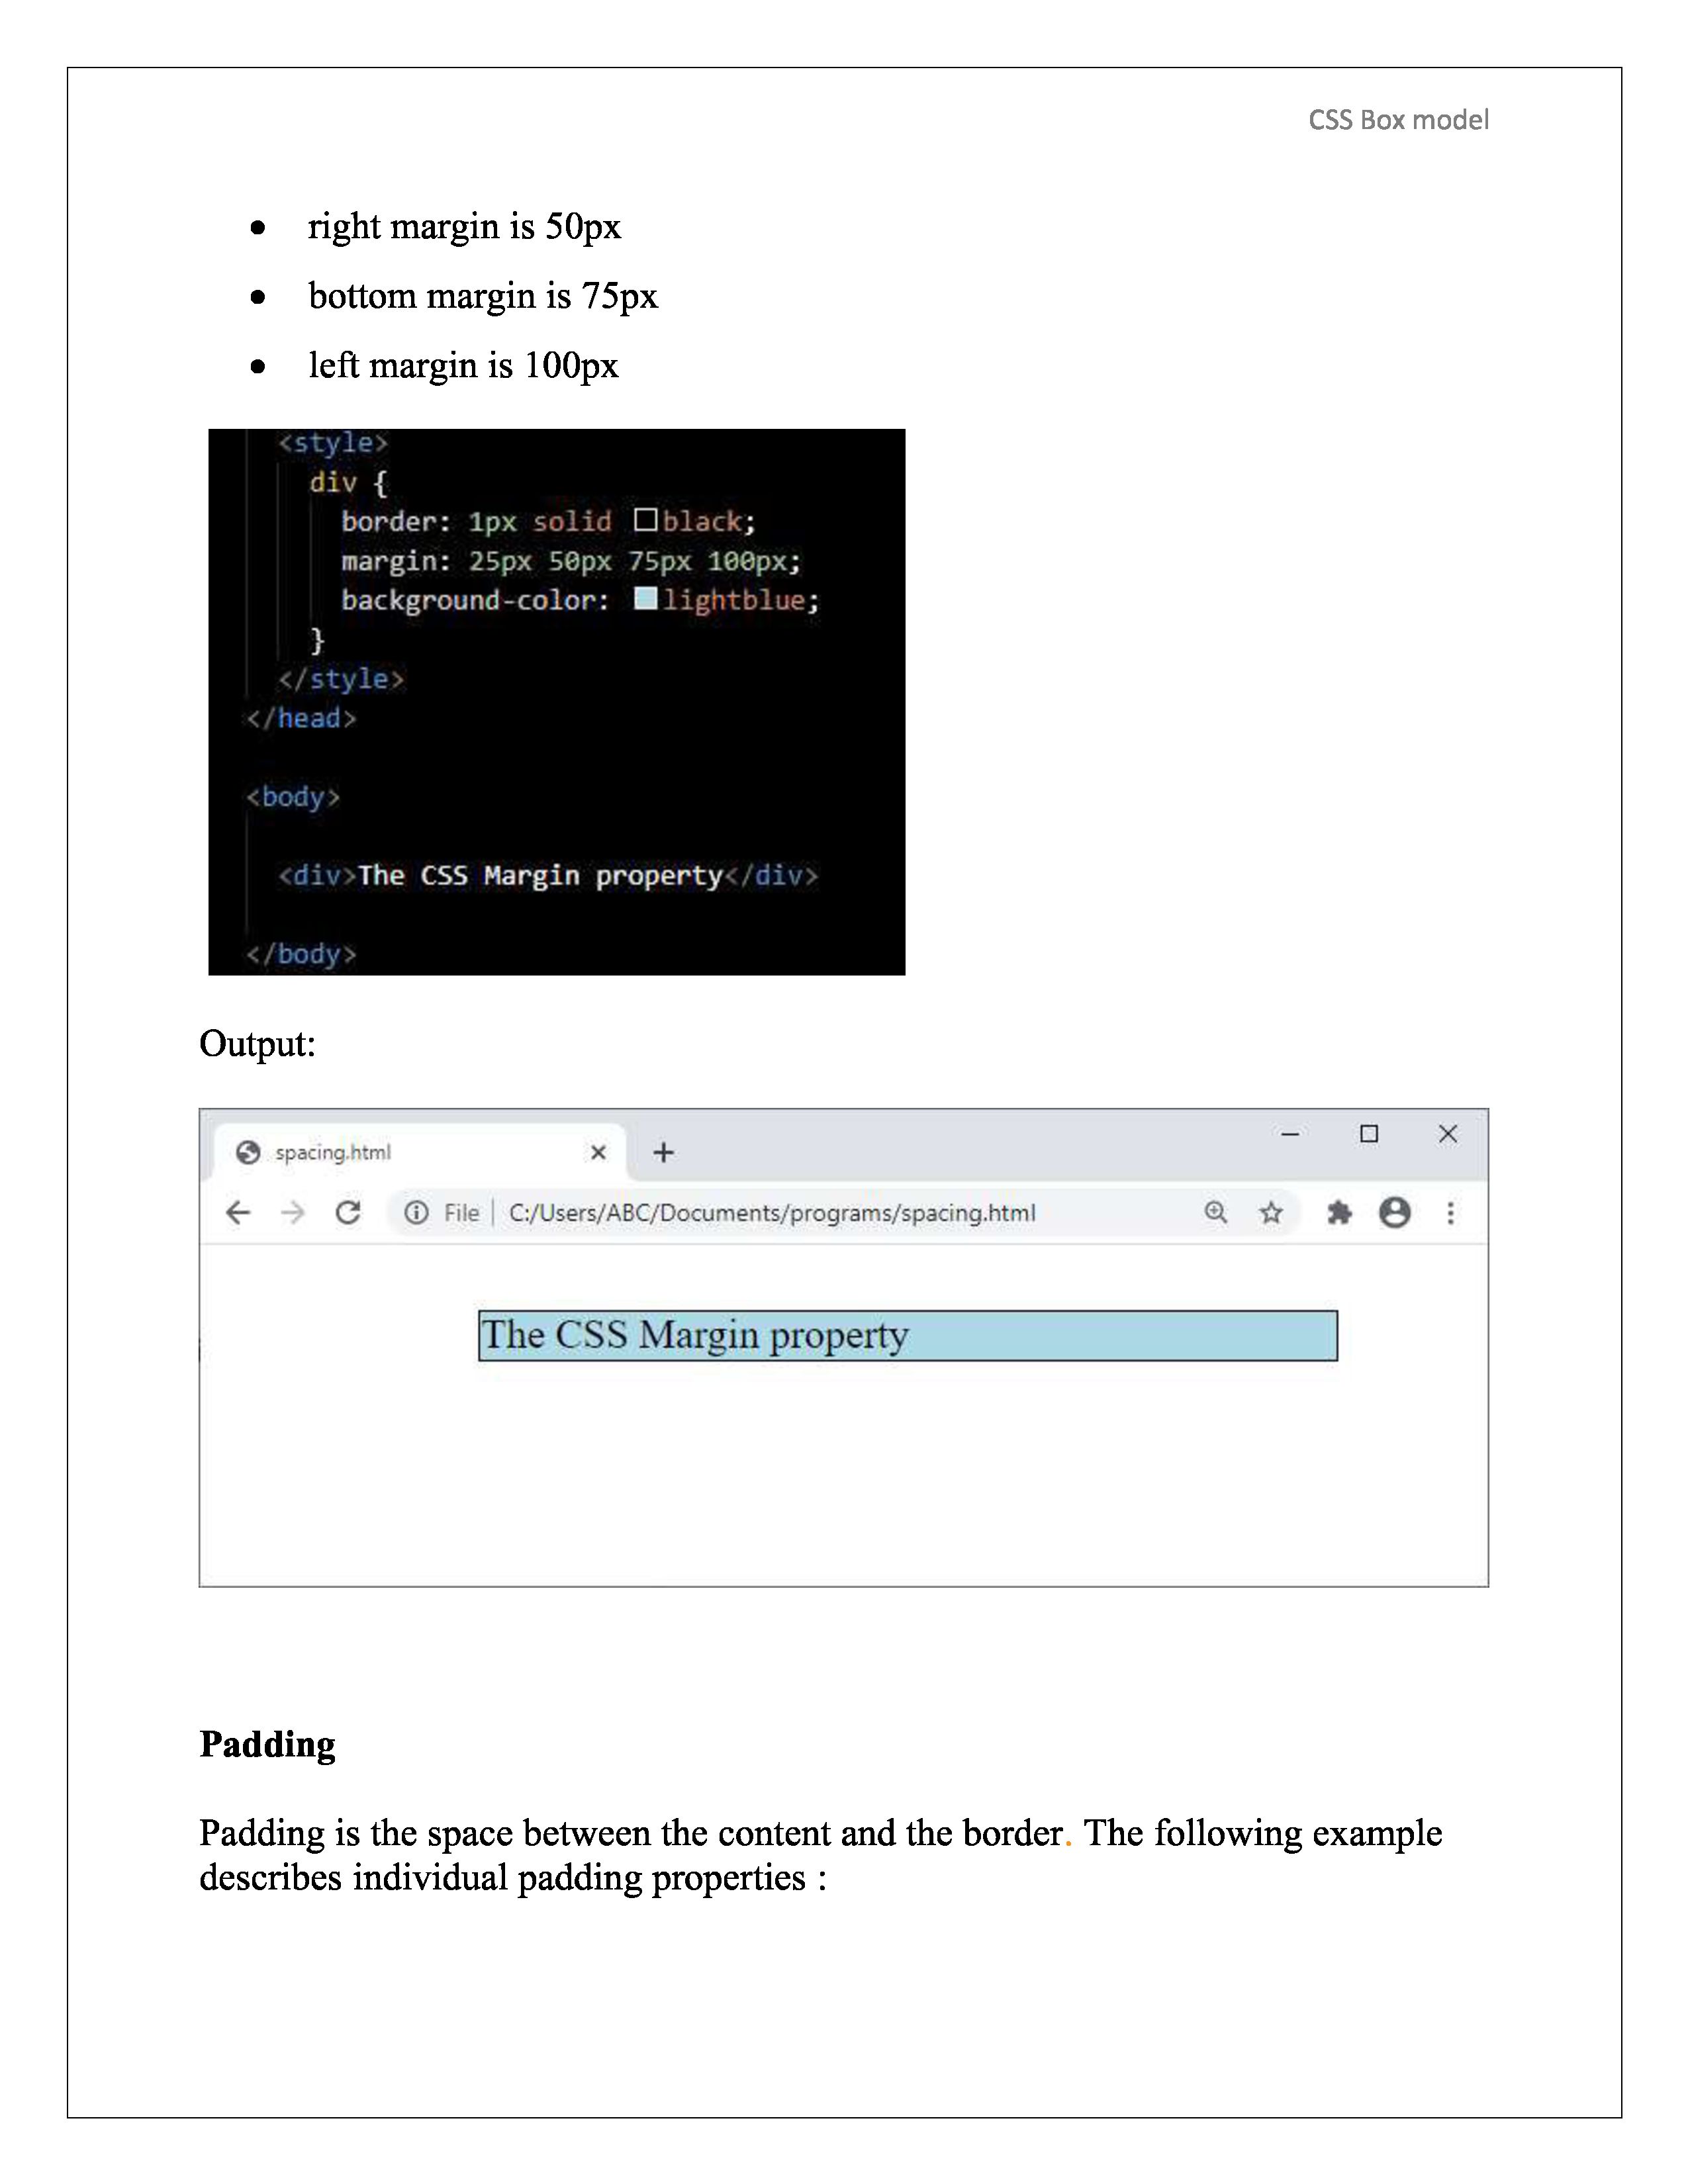 CSS Box model
• right margin is 50px
• bottom margin is 75px
• left margin is 100px
<style>
div {
border: 1px solid black;
margin: 25px 50px 75px 100px;
background-color: lightblue;
}
</style>
</head>
<body>
<div>The CSS Margin property</div>
</body>
Output:
spacing.html
File | C:/Users/ABC/Documents/programs/spacing.html
The CSS Margin property
Padding
Padding is the space between the content and the border. The following example
describes individual padding properties :